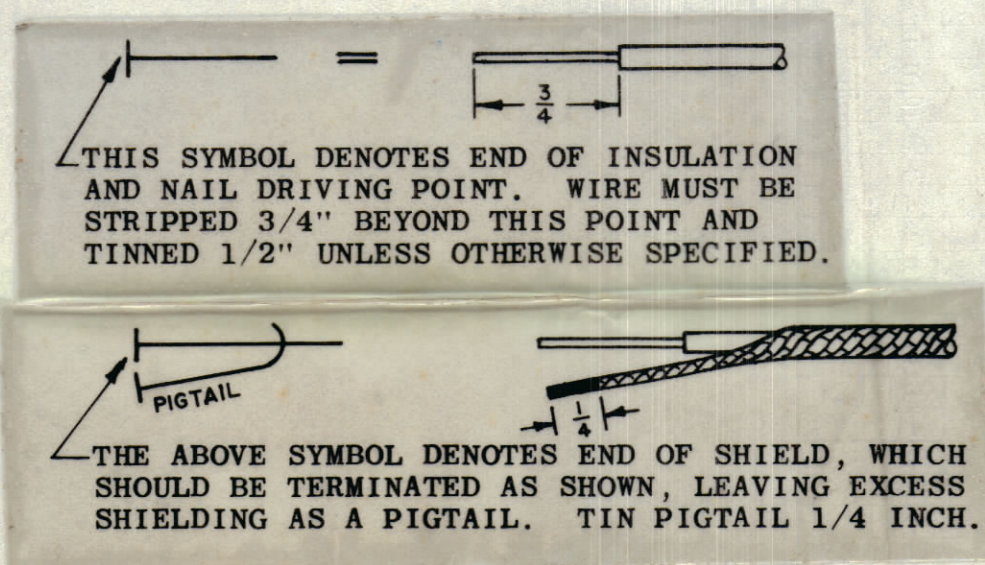 3/4
THIS SYMBOL DENOTES END OF INSULATION
AND NAIL DRIVING POINT. WIRE MUST BE
STRIPPED 3/4" BEYOND THIS POINT AND
TINNED 1/2" UNLESS OTHERWISE SPECIFIED.
PIGTAIL
1/4
THE ABOVE SYMBOL DENOTES END OF SHIELD, WHICH
SHOULD BE TERMINATED AS SHOWN, LEAVING EXCESS
SHIELDING AS A PIGTAIL. TIN PIGTAIL 1/4 INCH.